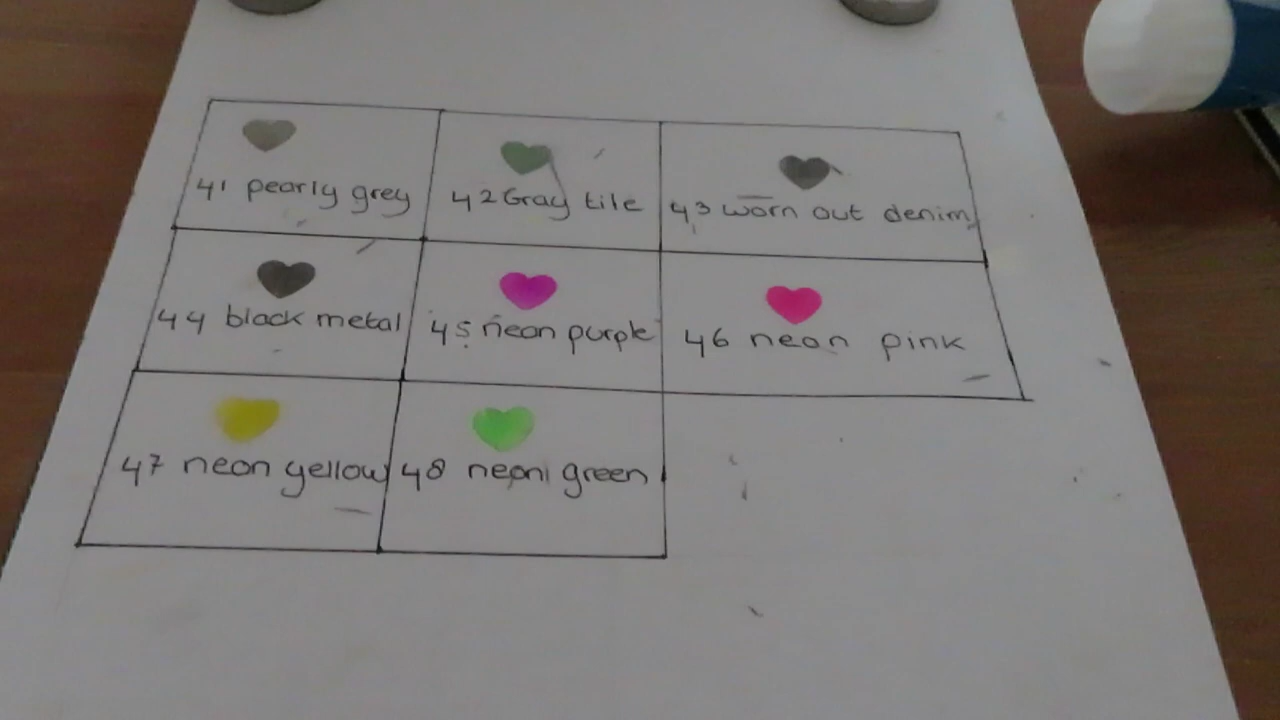 41 pearly grey
42 Gray tile
43 worn out denim
44 black metal
45 neon purple
46 neon pink
47 neon yellow
48 neon green